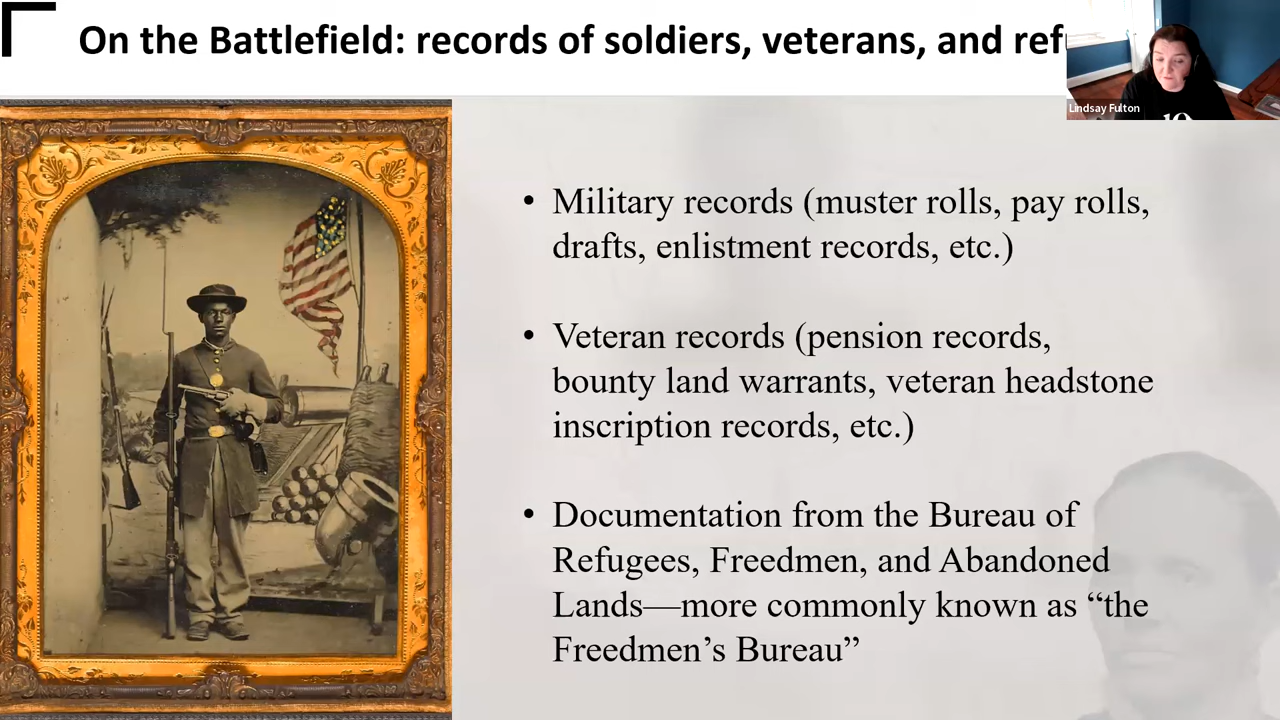 On the Battlefield: records of soldiers, veterans, and
Lindsay Fulton
• Military records (muster rolls, pay rolls,
drafts, enlistment records, etc.)
• Veteran records (pension records,
bounty land warrants, veteran headstone
inscription records, etc.)
• Documentation from the Bureau of
Refugees, Freedmen, and Abandoned
Lands—more commonly known as “the
Freedmen’s Bureau”